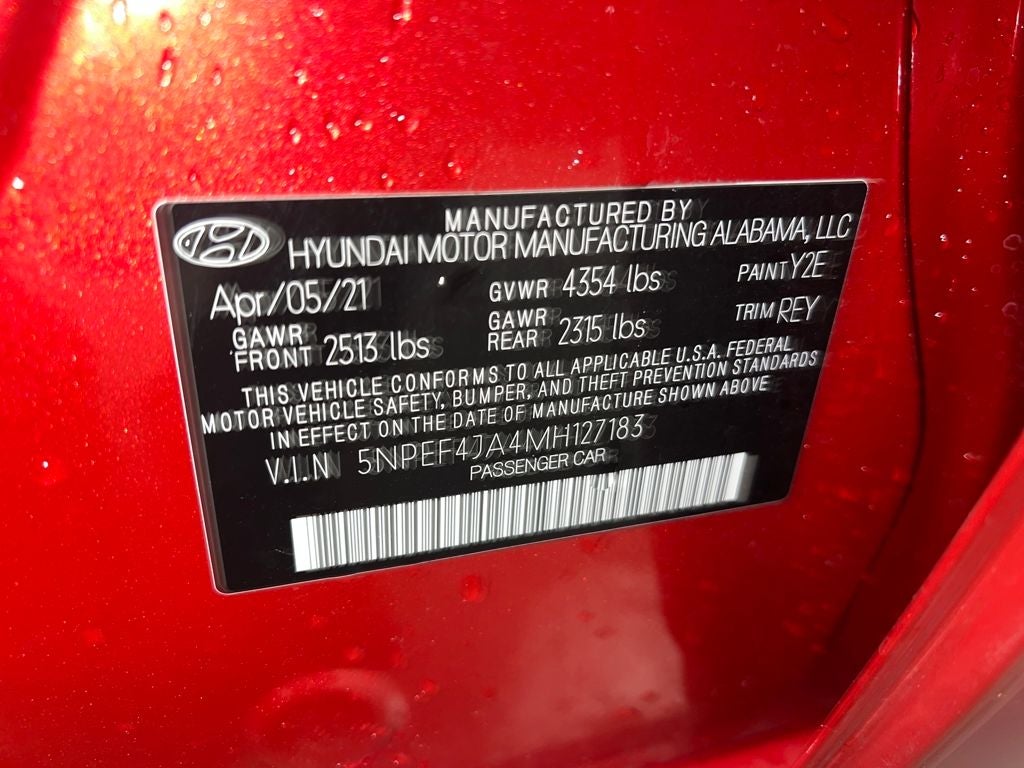 MANUFACTURED BY
HYUNDAI MOTOR MANUFACTURING ALABAMA, LLC
Apr/05/21 GVWR 4354 lbs PAINT Y2E
GAWR FRONT 2513 lbs GAWR REAR 2315 lbs TRIM REY
THIS VEHICLE CONFORMS TO ALL APPLICABLE U.S.A. FEDERAL
MOTOR VEHICLE SAFETY, BUMPER, AND THEFT PREVENTION STANDARDS
IN EFFECT ON THE DATE OF MANUFACTURE SHOWN ABOVE
V.I.N 5NPEF4JA4MH127183
PASSENGER CAR